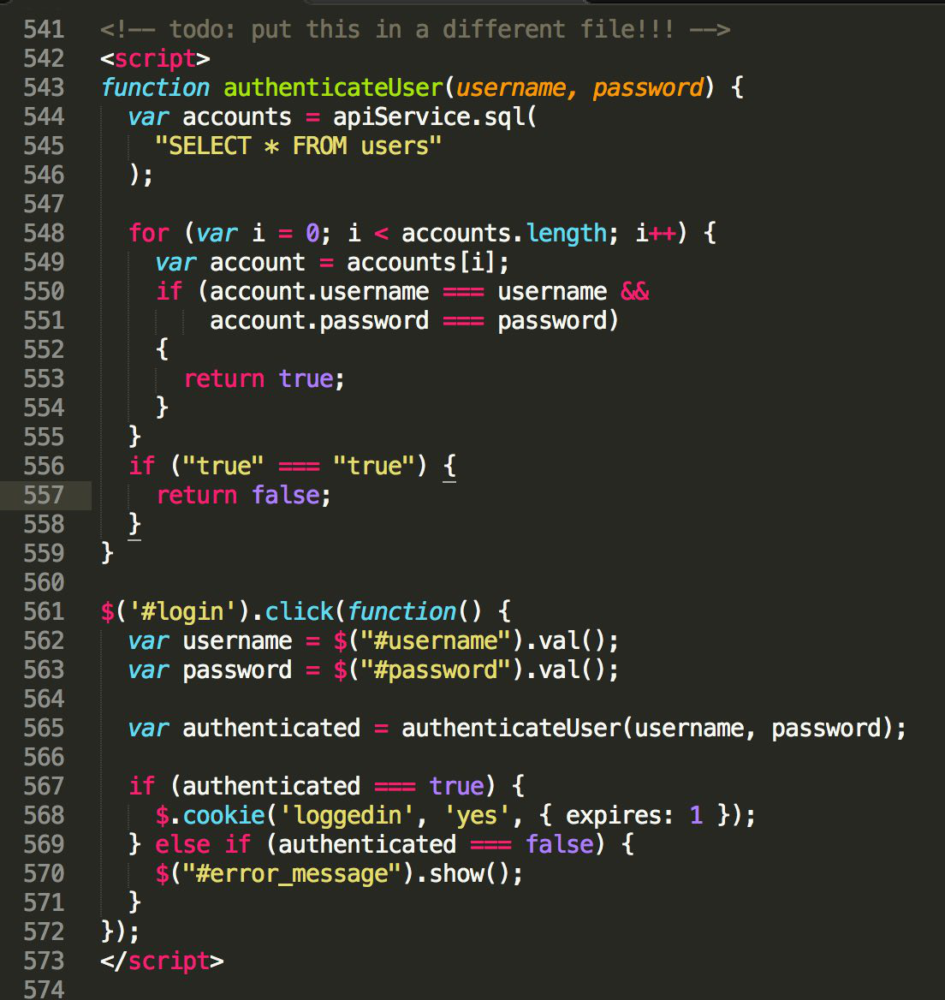 541 <!-- todo: put this in a different file!!! -->
542 <script>
543 function authenticateUser(username, password) {
544   var accounts = apiService.sql(
545     "SELECT * FROM users"
546   );
547
548   for (var i = 0; i < accounts.length; i++) {
549     var account = accounts[i];
550     if (account.username === username &&
551         account.password === password)
552     {
553       return true;
554     }
555   }
556   if ("true" === "true") {
557     return false;
558   }
559 }
560
561 $('#login').click(function() {
562   var username = $("#username").val();
563   var password = $("#password").val();
564
565   var authenticated = authenticateUser(username, password);
566
567   if (authenticated === true) {
568     $.cookie('loggedin', 'yes', { expires: 1 });
569   } else if (authenticated === false) {
570     $("#error_message").show();
571   }
572 });
573 </script>
574